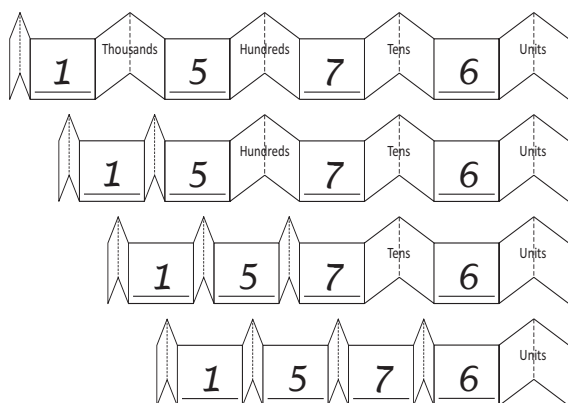 1 Thousands 5 Hundreds 7 Tens 6 Units
1 5 Hundreds 7 Tens 6 Units
1 5 7 Tens 6 Units
1 5 7 6 Units